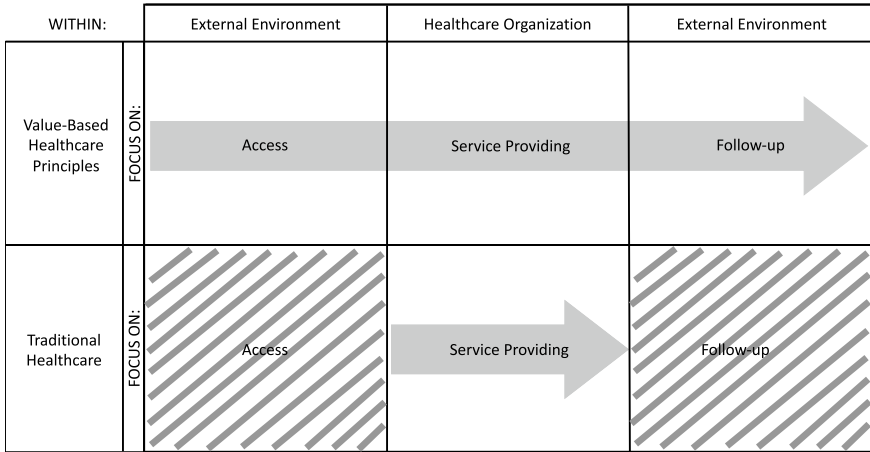 WITHIN:
External Environment
Healthcare Organization
External Environment
Value-Based
Healthcare
Principles
FOCUS ON:
Access
Service Providing
Follow-up
Traditional
Healthcare
FOCUS ON:
Access
Service Providing
Follow-up